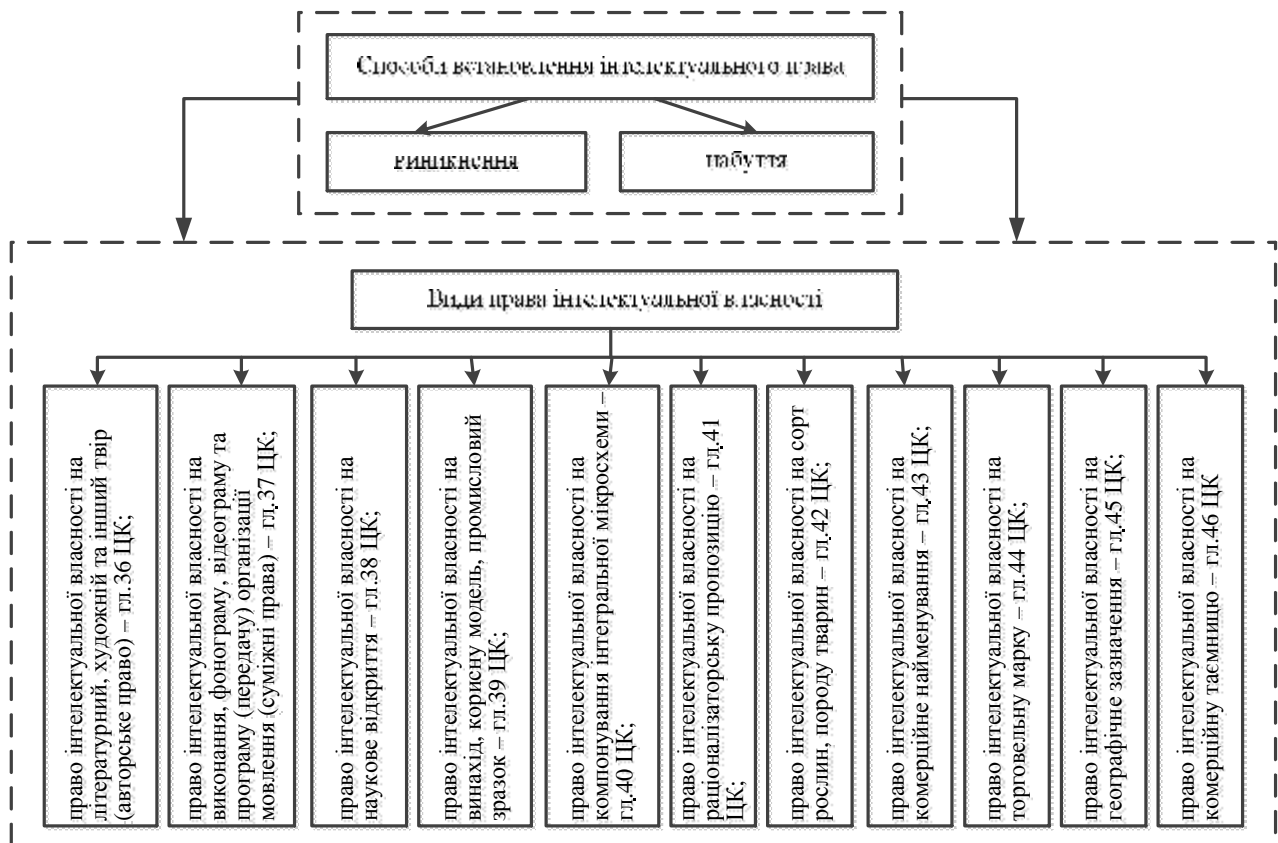 Способи встановлення інтелектуального права
виникнення
набуття
Види права інтелектуальної власності
право інтелектуальної власності на
літературний, художній та інший твір
(авторське право) – гл.36 ЦК;
право інтелектуальної власності на
виконання, фонограму, відеограму та
програму (передачу) організації
мовлення (суміжні права) – гл.37 ЦК;
право інтелектуальної власності на
наукове відкриття – гл.38 ЦК;
право інтелектуальної власності на
винахід, корисну модель, промисловий
зразок – гл.39 ЦК;
право інтелектуальної власності на
компонування інтегральної мікросхеми –
гл.40 ЦК;
право інтелектуальної власності на
раціоналізаторську пропозицію – гл.41
ЦК;
право інтелектуальної власності на сорт
рослин, породу тварин – гл.42 ЦК;
право інтелектуальної власності на
комерційне найменування – гл.43 ЦК;
право інтелектуальної власності на
торговельну марку – гл.44 ЦК;
право інтелектуальної власності на
географічне зазначення – гл.45 ЦК;
право інтелектуальної власності на
комерційну таємницю – гл.46 ЦК